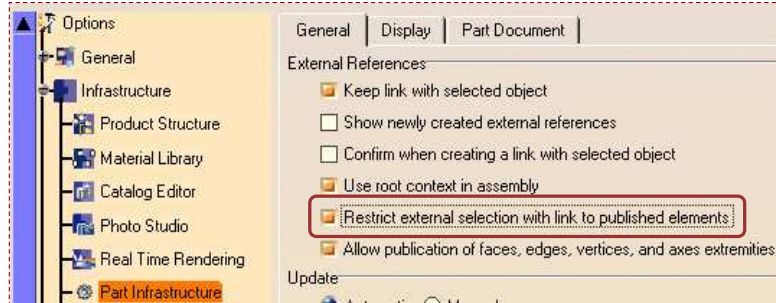 Options
General
Infrastructure
Product Structure
Material Library
Catalog Editor
Photo Studio
Real Time Rendering
Part Infrastructure
General Display Part Document
External References
Keep link with selected object
Show newly created external references
Confirm when creating a link with selected object
Use root context in assembly
Restrict external selection with link to published elements
Allow publication of faces, edges, vertices, and axes extremities
Update